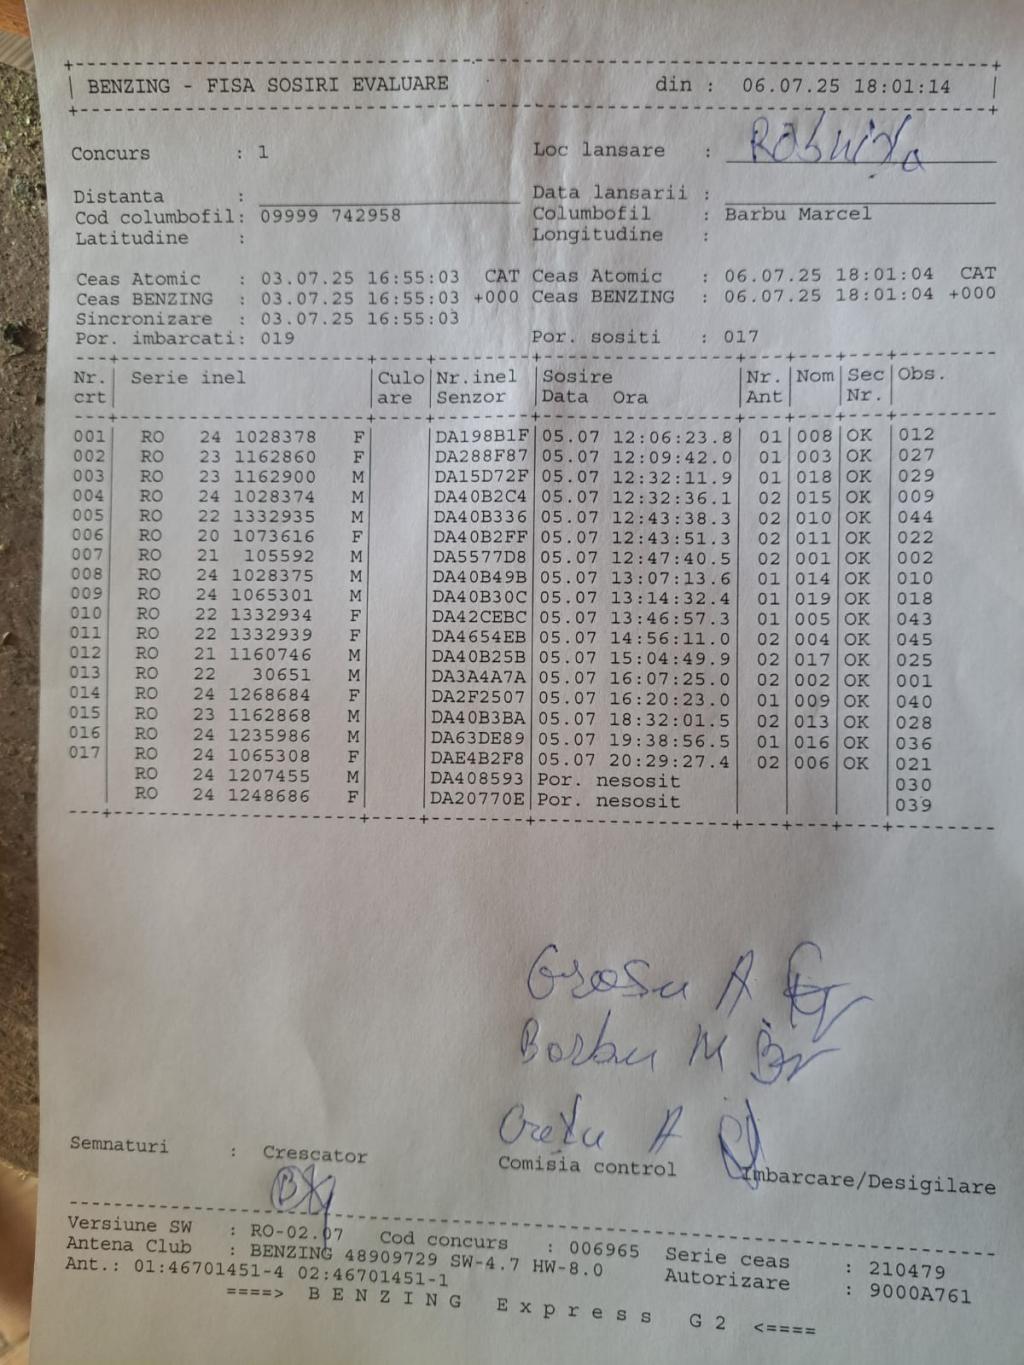 BENZING - FISA SOSIRI EVALUARE din : 06.07.25 18:01:14
Concurs : 1 Loc lansare :
Distanta : Data lansarii :
Cod columbofil: 09999 742958 Columbofil : Barbu Marcel
Latitudine : Longitudine :
Ceas Atomic : 03.07.25 16:55:03 CAT Ceas Atomic : 06.07.25 18:01:04 CAT
Ceas BENZING : 03.07.25 16:55:03 +000 Ceas BENZING : 06.07.25 18:01:04 +000
Sincronizare : 03.07.25 16:55:03
Por. imbarcati: 019 Por. sositi : 017
Nr. Serie inel Culo Nr.inel Sosire Nr. Nom Sec Obs.
crt are Senzor Data Ora Ant Nr.
001 RO 24 1028378 F DA198B1F 05.07 12:06:23.8 01 008 OK 012
002 RO 23 1162860 F DA288F87 05.07 12:09:42.0 01 003 OK 027
003 RO 23 1162900 M DA15D72F 05.07 12:32:11.9 01 018 OK 029
004 RO 24 1028374 M DA40B2C4 05.07 12:32:36.1 02 015 OK 009
005 RO 22 1332935 M DA40B336 05.07 12:43:38.3 02 010 OK 044
006 RO 20 1073616 F DA40B2FF 05.07 12:43:51.3 02 011 OK 022
007 RO 21 105592 M DA5577D8 05.07 12:47:40.5 02 001 OK 002
008 RO 24 1028375 M DA40B49B 05.07 13:07:13.6 01 014 OK 010
009 RO 24 1065301 M DA40B30C 05.07 13:14:32.4 01 019 OK 018
010 RO 22 1332934 F DA42CEBC 05.07 13:46:57.3 01 005 OK 043
011 RO 22 1332939 F DA4654EB 05.07 14:56:11.0 02 004 OK 045
012 RO 21 1160746 M DA40B25B 05.07 15:04:49.9 02 017 OK 025
013 RO 22 30651 M DA3A4A7A 05.07 16:07:25.0 02 002 OK 001
014 RO 24 1268684 F DA2F2507 05.07 16:20:23.0 01 009 OK 040
015 RO 23 1162868 M DA40B3BA 05.07 18:32:01.5 02 013 OK 028
016 RO 24 1235986 M DA63DE89 05.07 19:38:56.5 01 016 OK 036
017 RO 24 1065308 F DAE4B2F8 05.07 20:29:27.4 02 006 OK 021
RO 24 1207455 M DA408593 Por. nesosit 030
RO 24 1248686 F DA20770E Por. nesosit 039
Grosu A
Barbu M
Cretu A
Semnaturi : Crescator Comisia control Imbarcare/Desigilare
Versiune SW : RO-02.07 Cod concurs : 006965 Serie ceas : 210479
Antena Club : BENZING 48909729 SW-4.7 HW-8.0 Autorizare : 9000A761
Ant.: 01:46701451-4 02:46701451-1
====> B E N Z I N G E x p r e s s G 2 <====